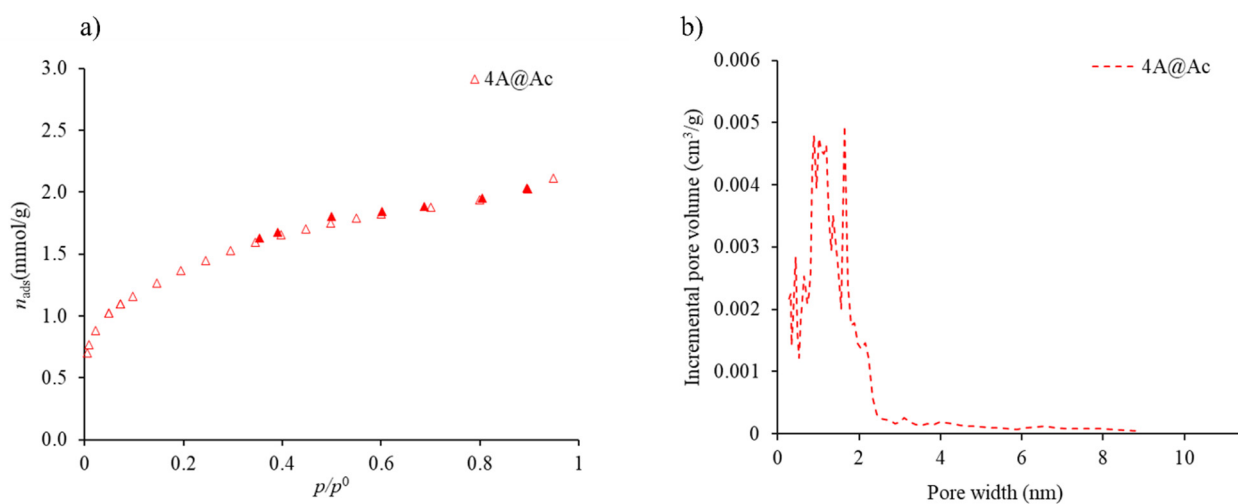 a)
n_ads(mmol/g)
3.0
2.5
2.0
1.5
1.0
0.5
0.0
0 0.2 0.4 0.6 0.8 1
p/p⁰
4A@Ac
b)
Incremental pore volume (cm³/g)
0.006
0.005
0.004
0.003
0.002
0.001
0
0 2 4 6 8 10
Pore width (nm)
4A@Ac